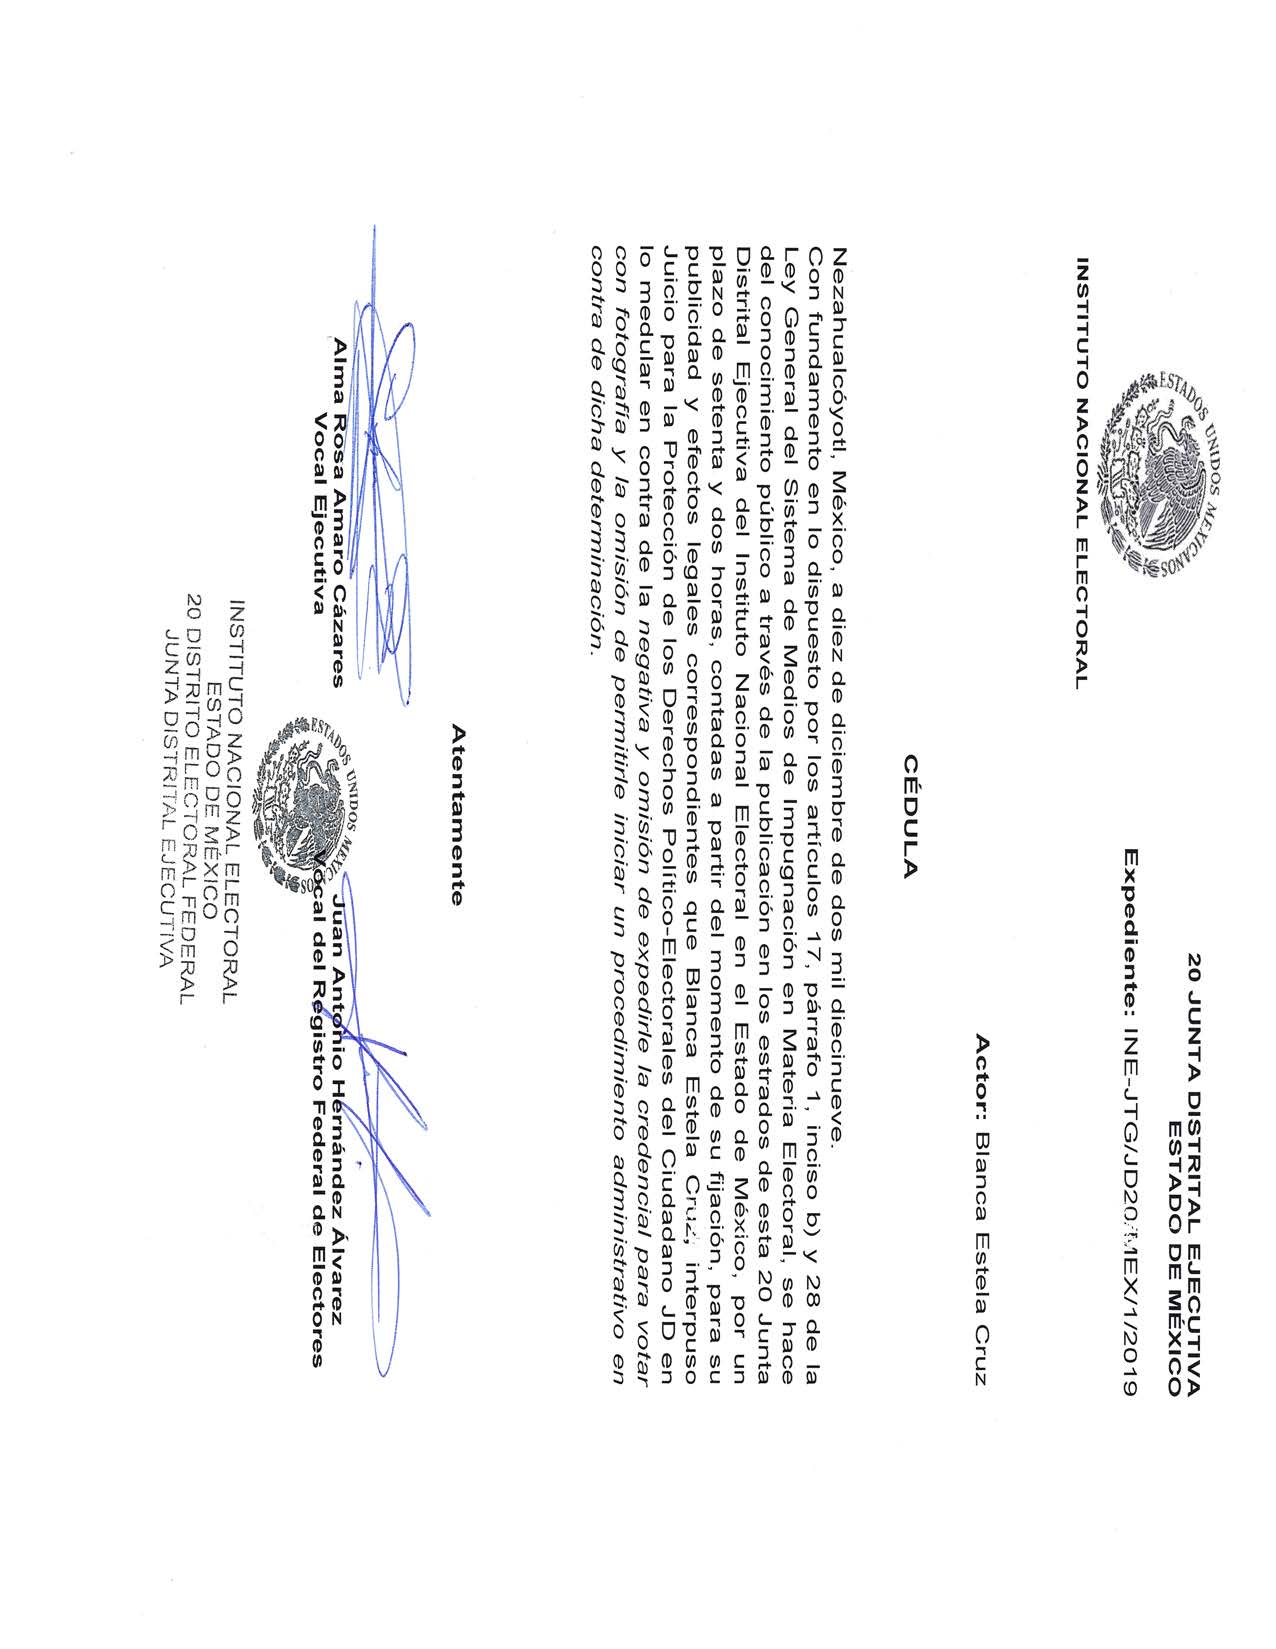 ESTADOS UNIDOS MEXICANOS
INSTITUTO NACIONAL ELECTORAL
20 JUNTA DISTRITAL EJECUTIVA
ESTADO DE MÉXICO
Expediente: INE-JTG/JD20/MEX/1/2019
Actor: Blanca Estela Cruz
CÉDULA
Nezahualcóyotl, México, a diez de diciembre de dos mil diecinueve.
Con fundamento en lo dispuesto por los artículos 17, párrafo 1, inciso b) y 28 de la
Ley General del Sistema de Medios de Impugnación en Materia Electoral, se hace
del conocimiento público a través de la publicación en los estrados de esta 20 Junta
Distrital Ejecutiva del Instituto Nacional Electoral en el Estado de México, por un
plazo de setenta y dos horas, contadas a partir del momento de su fijación, para su
publicidad y efectos legales correspondientes que Blanca Estela Cruz, interpuso
Juicio para la Protección de los Derechos Político-Electorales del Ciudadano JD en
lo medular en contra de la negativa y omisión de expedirle la credencial para votar
con fotografía y la omisión de permitirle iniciar un procedimiento administrativo en
contra de dicha determinación.
Atentamente
Alma Rosa Amaro Cázares
Vocal Ejecutiva
Juan Antonio Hernández Álvarez
Vocal del Registro Federal de Electores
ESTADOS UNIDOS MEXICANOS
INSTITUTO NACIONAL ELECTORAL
ESTADO DE MÉXICO
20 DISTRITO ELECTORAL FEDERAL
JUNTA DISTRITAL EJECUTIVA